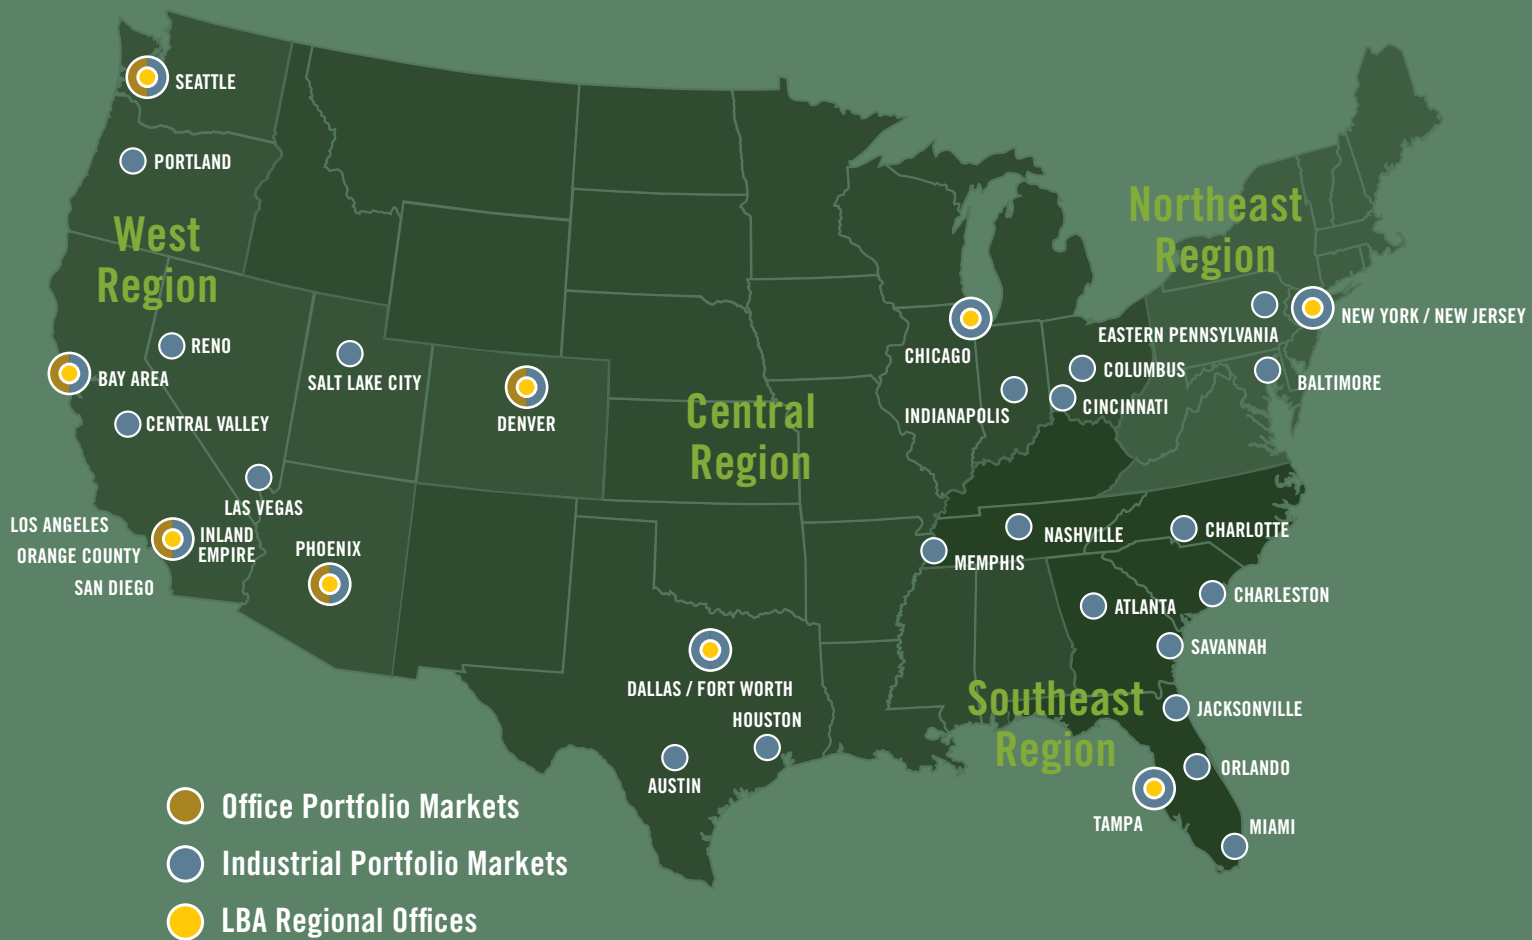 SEATTLE
PORTLAND
West
Region
Northeast
Region
RENO
BAY AREA
CENTRAL VALLEY
SALT LAKE CITY
DENVER
LAS VEGAS
LOS ANGELES
ORANGE COUNTY
SAN DIEGO
INLAND
EMPIRE
PHOENIX
Central
Region
CHICAGO
INDIANAPOLIS
COLUMBUS
CINCINNATI
EASTERN PENNSYLVANIA
NEW YORK / NEW JERSEY
BALTIMORE
NASHVILLE
MEMPHIS
CHARLOTTE
CHARLESTON
ATLANTA
SAVANNAH
DALLAS / FORT WORTH
HOUSTON
AUSTIN
Southeast
Region
JACKSONVILLE
ORLANDO
TAMPA
MIAMI
Office Portfolio Markets
Industrial Portfolio Markets
LBA Regional Offices